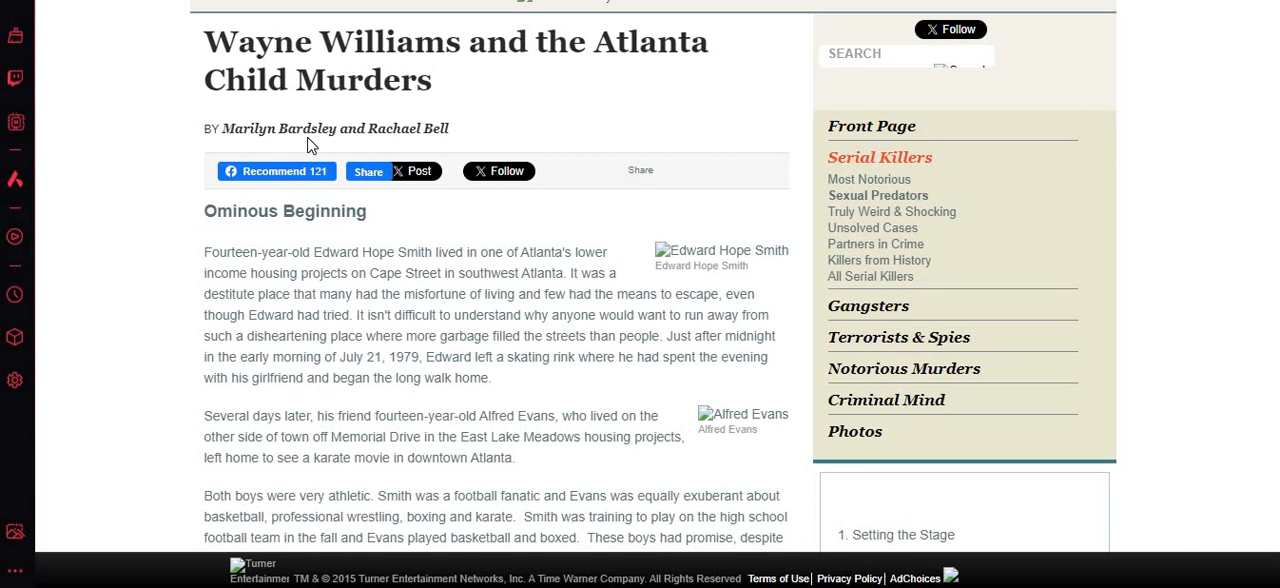 Wayne Williams and the Atlanta
Child Murders
BY Marilyn Bardsley and Rachael Bell
Recommend 121
Share
Post
Follow
Share
Ominous Beginning
Fourteen-year-old Edward Hope Smith lived in one of Atlanta's lower
income housing projects on Cape Street in southwest Atlanta. It was a
destitute place that many had the misfortune of living and few had the means to escape, even
though Edward had tried. It isn't difficult to understand why anyone would want to run away from
such a disheartening place where more garbage filled the streets than people. Just after midnight
in the early morning of July 21, 1979, Edward left a skating rink where he had spent the evening
with his girlfriend and began the long walk home.
Edward Hope Smith
Edward Hope Smith
Several days later, his friend fourteen-year-old Alfred Evans, who lived on the
other side of town off Memorial Drive in the East Lake Meadows housing projects,
left home to see a karate movie in downtown Atlanta.
Alfred Evans
Alfred Evans
Both boys were very athletic. Smith was a football fanatic and Evans was equally exuberant about
basketball, professional wrestling, boxing and karate.  Smith was training to play on the high school
football team in the fall and Evans played basketball and boxed.  These boys had promise, despite
Follow
SEARCH
Front Page
Serial Killers
Most Notorious
Sexual Predators
Truly Weird & Shocking
Unsolved Cases
Partners in Crime
Killers from History
All Serial Killers
Gangsters
Terrorists & Spies
Notorious Murders
Criminal Mind
Photos
1. Setting the Stage
Turner
Entertainmer TM & © 2015 Turner Entertainment Networks, Inc. A Time Warner Company. All Rights Reserved Terms of Use| Privacy Policy| AdChoices